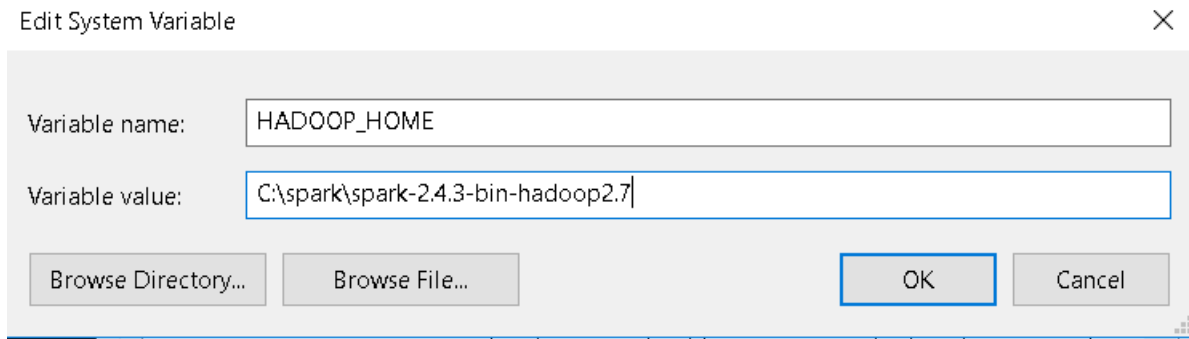 Edit System Variable
Variable name:
HADOOP_HOME
Variable value:
C:\spark\spark-2.4.3-bin-hadoop2.7
Browse Directory...
Browse File...
OK
Cancel